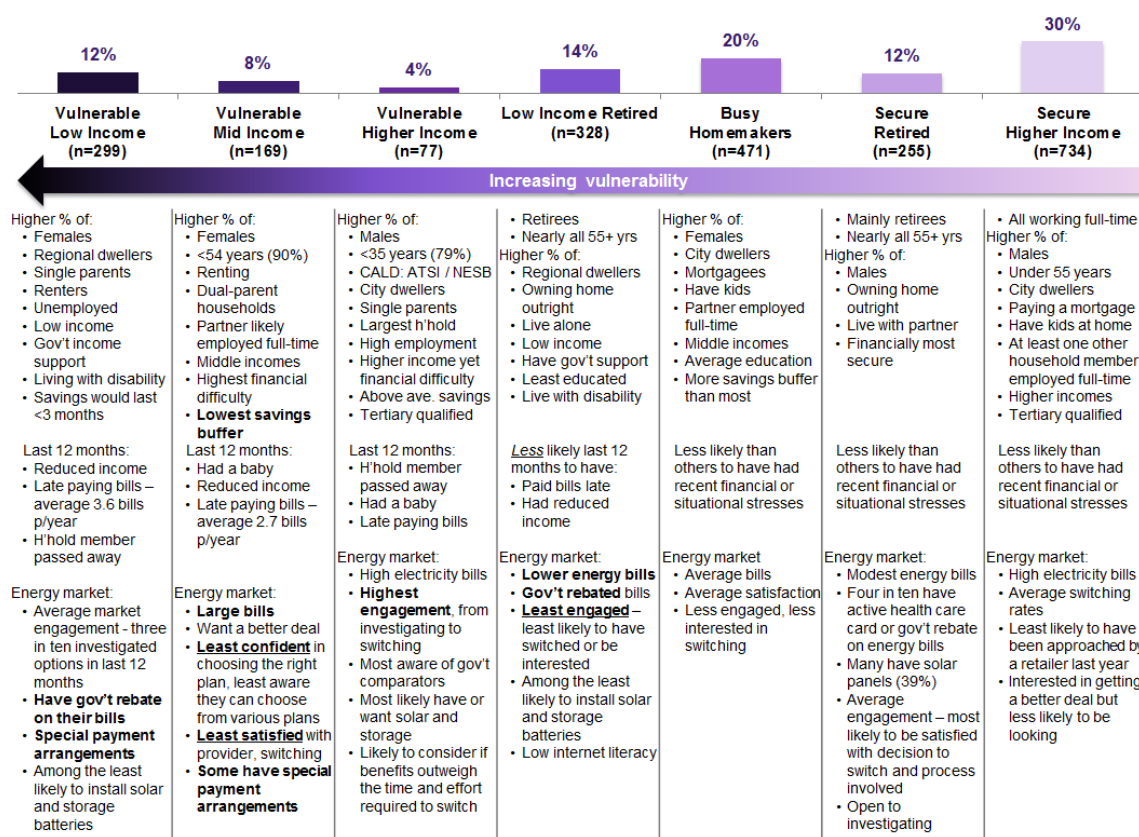 12%
8%
4%
14%
20%
12%
30%
Vulnerable
Low Income
(n=299)
Vulnerable
Mid Income
(n=169)
Vulnerable
Higher Income
(n=77)
Low Income Retired
(n=328)
Busy
Homemakers
(n=471)
Secure
Retired
(n=255)
Secure
Higher Income
(n=734)
Increasing vulnerability
Higher % of:
• Females
• Regional dwellers
• Single parents
• Renters
• Unemployed
• Low income
• Gov't income
support
• Living with disability
• Savings would last
<3 months
Last 12 months:
• Reduced income
• Late paying bills –
average 3.6 bills
p/year
• H'hold member
passed away
Energy market:
• Average market
engagement - three
in ten investigated
options in last 12
months
• Have gov't rebate
on their bills
• Special payment
arrangements
• Among the least
likely to install solar
and storage
batteries
Higher % of:
• Females
• <54 years (90%)
• Renting
• Dual-parent
households
• Partner likely
employed full-time
• Middle incomes
• Highest financial
difficulty
• Lowest savings
buffer
Last 12 months:
• Had a baby
• Reduced income
• Late paying bills –
average 2.7 bills
p/year
Energy market:
• Large bills
• Want a better deal
• Least confident in
choosing the right
plan, least aware
they can choose
from various plans
• Least satisfied with
provider, switching
• Some have special
payment
arrangements
Higher % of:
• Males
• <35 years (79%)
• CALD: ATSI / NESB
• City dwellers
• Single parents
• Largest h'hold
• High employment
• Higher income yet
financial difficulty
• Above ave. savings
• Tertiary qualified
Last 12 months:
• H'hold member
passed away
• Had a baby
• Late paying bills
Energy market:
• High electricity bills
• Highest
engagement, from
investigating to
switching
• Most aware of gov't
comparators
• Most likely have or
want solar and
storage
• Likely to consider if
benefits outweigh
the time and effort
required to switch
• Retirees
• Nearly all 55+ yrs
Higher % of:
• Regional dwellers
• Owning home
outright
• Live alone
• Low income
• Have gov't support
• Least educated
• Live with disability
Less likely last 12
months to have:
• Paid bills late
• Had reduced
income
Energy market:
• Lower energy bills
• Gov't rebated bills
• Least engaged –
least likely to have
switched or be
interested
• Among the least
likely to install solar
and storage
batteries
• Low internet literacy
Higher % of:
• Females
• City dwellers
• Mortgagees
• Have kids
• Partner employed
full-time
• Middle incomes
• Average education
• More savings buffer
than most
Less likely than
others to have had
recent financial or
situational stresses
Energy market
• Average bills
• Average satisfaction
• Less engaged, less
interested in
switching
• Mainly retirees
• Nearly all 55+ yrs
Higher % of:
• Males
• Owning home
outright
• Live with partner
• Financially most
secure
Less likely than
others to have had
recent financial or
situational stresses
Energy market:
• Modest energy bills
• Four in ten have
active health care
card or gov't rebate
on energy bills
• Many have solar
panels (39%)
• Average
engagement – most
likely to be satisfied
with decision to
switch and process
involved
• Open to
investigating
• All working full-time
Higher % of:
• Males
• Under 55 years
• City dwellers
• Paying a mortgage
• Have kids at home
• At least one other
household member
employed full-time
• Higher incomes
• Tertiary qualified
Less likely than
others to have had
recent financial or
situational stresses
Energy market:
• High electricity bills
• Average switching
rates
• Least likely to have
been approached by
a retailer last year
• Interested in getting
a better deal but
less likely to be
looking